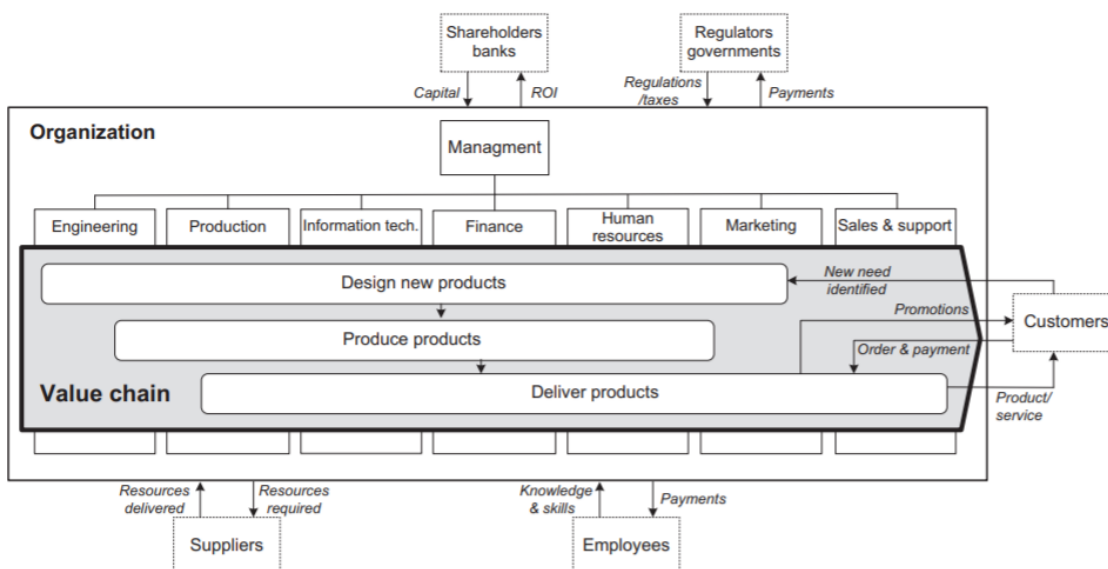 Shareholders
banks
Regulators
governments
Capital
ROI
Regulations
/taxes
Payments
Organization
Managment
Engineering
Production
Information tech.
Finance
Human
resources
Marketing
Sales & support
Design new products
New need
identified
Promotions
Customers
Produce products
Order & payment
Value chain
Deliver products
Product/
service
Resources
delivered
Resources
required
Knowledge
& skills
Payments
Suppliers
Employees